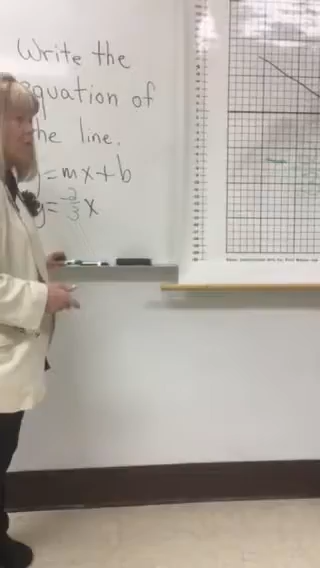 Write the
equation of
the line.
y=mx+b
y=-2/3 x